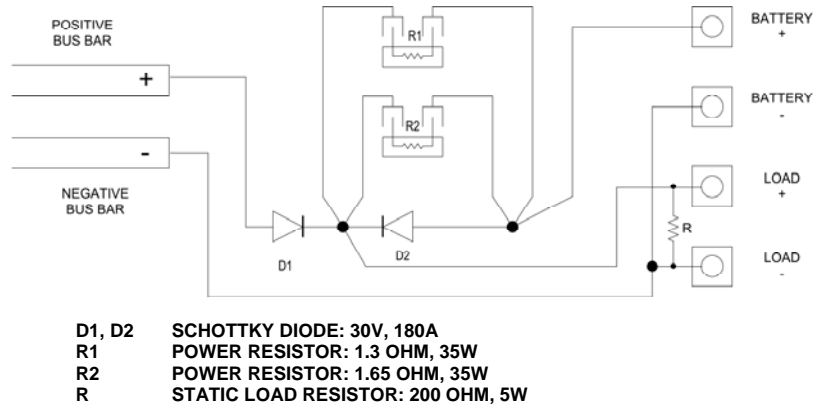 POSITIVE
BUS BAR
+
-
NEGATIVE
BUS BAR
R1
R2
D1
D2
R
BATTERY
+
BATTERY
-
LOAD
+
LOAD
-
D1, D2 SCHOTTKY DIODE: 30V, 180A
R1 POWER RESISTOR: 1.3 OHM, 35W
R2 POWER RESISTOR: 1.65 OHM, 35W
R STATIC LOAD RESISTOR: 200 OHM, 5W